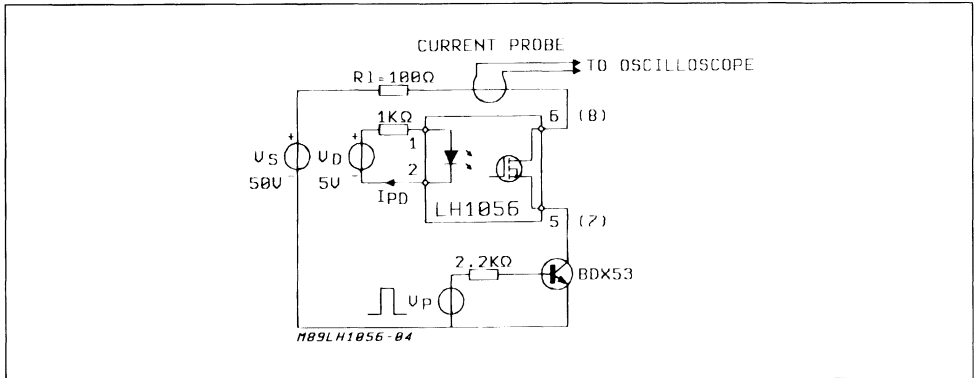 CURRENT PROBE
TO OSCILLOSCOPE
Rl=100Ω
1KΩ
6 (8)
1
+
+
VS
VD
2
50V
-
5V
-
IPD
LH1056
5 (7)
2.2KΩ
BDX53
VP
M89LH1056-04